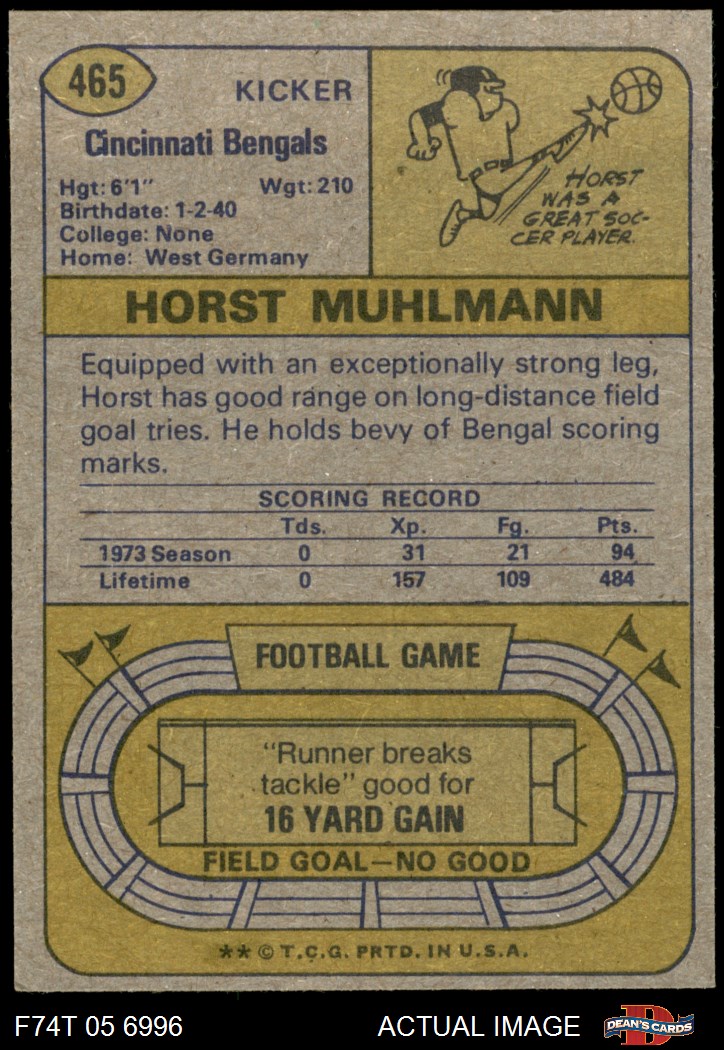 465
KICKER
Cincinnati Bengals
Hgt: 6'1" Wgt: 210
Birthdate: 1-2-40
College: None
Home: West Germany
HORST
WAS A
GREAT SOC-
CER PLAYER.
HORST MUHLMANN
Equipped with an exceptionally strong leg,
Horst has good range on long-distance field
goal tries. He holds bevy of Bengal scoring
marks.
SCORING RECORD
Tds. Xp. Fg. Pts.
1973 Season 0 31 21 94
Lifetime 0 157 109 484
FOOTBALL GAME
"Runner breaks
tackle" good for
16 YARD GAIN
FIELD GOAL—NO GOOD
** © T.C.G. PRTD. IN U.S.A.
F74T 05 6996 ACTUAL IMAGE
D
DEAN'S CARDS